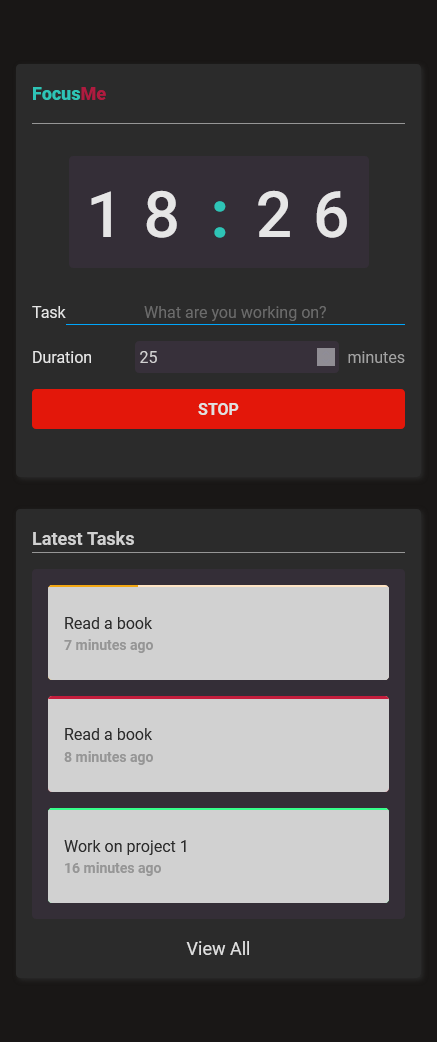 FocusMe
18:26
Task What are you working on?
Duration 25 minutes
STOP
Latest Tasks
Read a book
7 minutes ago
Read a book
8 minutes ago
Work on project 1
16 minutes ago
View All